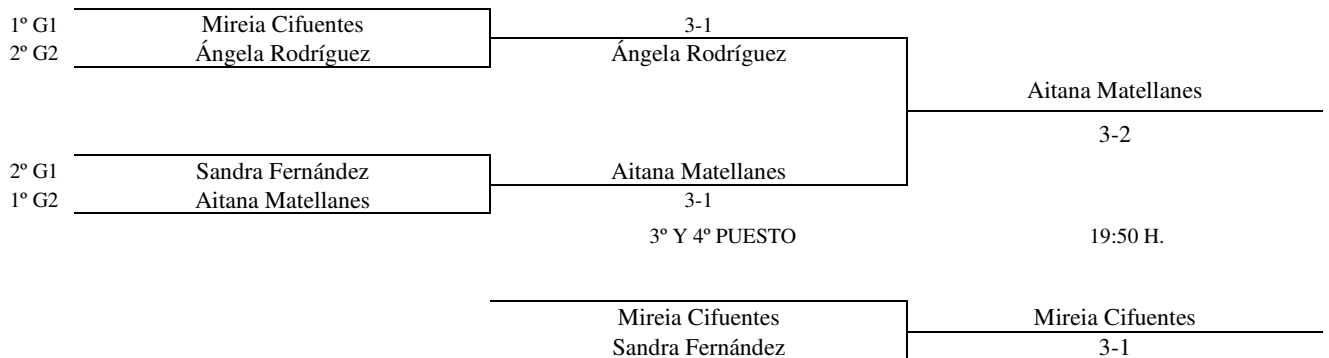 1º G1 Mireia Cifuentes 3-1
2º G2 Ángela Rodríguez Ángela Rodríguez
Aitana Matellanes
3-2
2º G1 Sandra Fernández Aitana Matellanes
1º G2 Aitana Matellanes 3-1
3º Y 4º PUESTO 19:50 H.
Mireia Cifuentes Mireia Cifuentes
Sandra Fernández 3-1